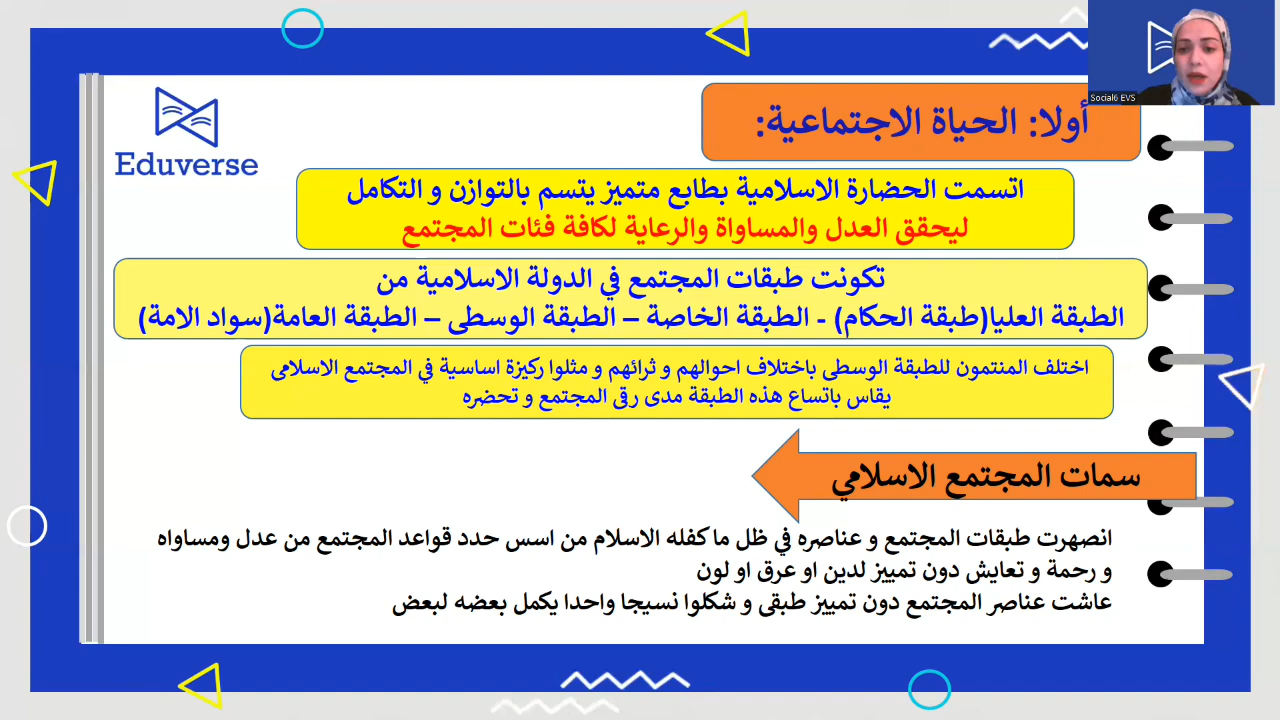 Social6 EVS
Eduverse
أولا: الحياة الاجتماعية:
اتسمت الحضارة الاسلامية بطابع متميز يتسم بالتوازن و التكامل
ليحقق العدل والمساواة والرعاية لكافة فئات المجتمع
تكونت طبقات المجتمع في الدولة الاسلامية من
الطبقة العليا(طبقة الحكام) - الطبقة الخاصة – الطبقة الوسطى – الطبقة العامة(سواد الامة)
اختلف المنتمون للطبقة الوسطى باختلاف احوالهم و ثرائهم و مثلوا ركيزة اساسية في المجتمع الاسلامى
يقاس باتساع هذه الطبقة مدى رقى المجتمع و تحضره
سمات المجتمع الاسلامي
انصهرت طبقات المجتمع و عناصره في ظل ما كفله الاسلام من اسس حدد قواعد المجتمع من عدل ومساواه
و رحمة و تعايش دون تمييز لدين او عرق او لون
عاشت عناصر المجتمع دون تمييز طبقى و شكلوا نسيجا واحدا يكمل بعضه لبعض